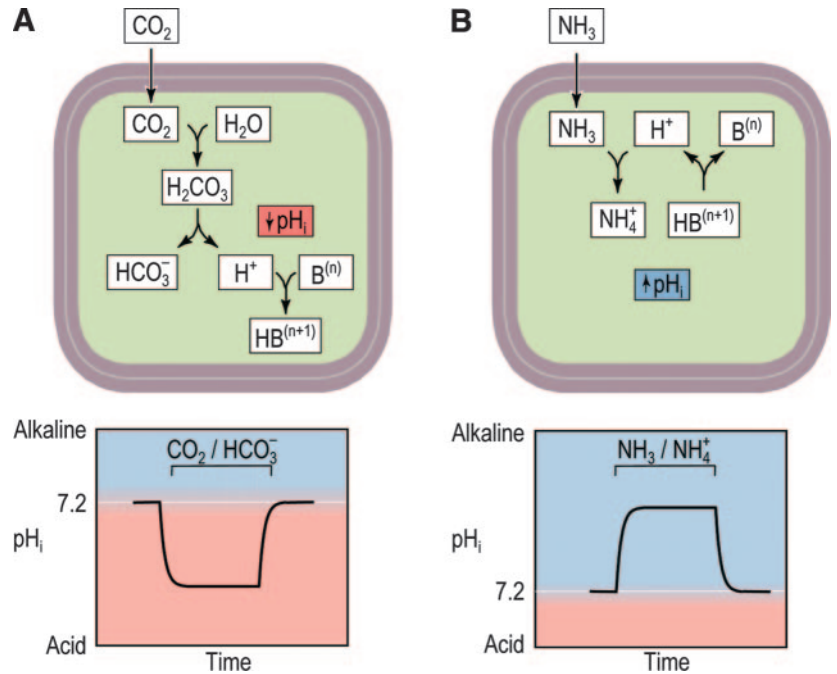 A
CO₂
CO₂
H₂O
H₂CO₃
↓pHᵢ
HCO₃⁻
H⁺
B⁽ⁿ⁾
HB⁽ⁿ⁺¹⁾
Alkaline
CO₂ / HCO₃⁻
7.2
pHᵢ
Acid
Time
B
NH₃
NH₃
H⁺
B⁽ⁿ⁾
NH₄⁺
HB⁽ⁿ⁺¹⁾
↑pHᵢ
Alkaline
NH₃ / NH₄⁺
pHᵢ
7.2
Acid
Time